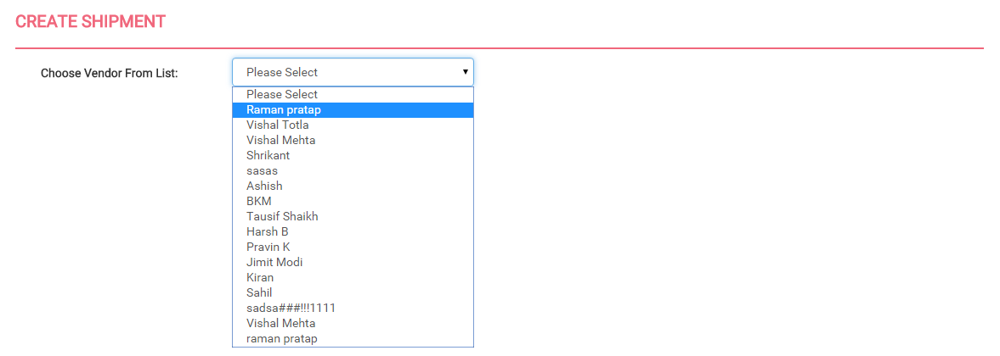 CREATE SHIPMENT
Choose Vendor From List:
Please Select
Please Select
Raman pratap
Vishal Totla
Vishal Mehta
Shrikant
sasas
Ashish
BKM
Tausif Shaikh
Harsh B
Pravin K
Jimit Modi
Kiran
Sahil
sadsa###!!!1111
Vishal Mehta
raman pratap